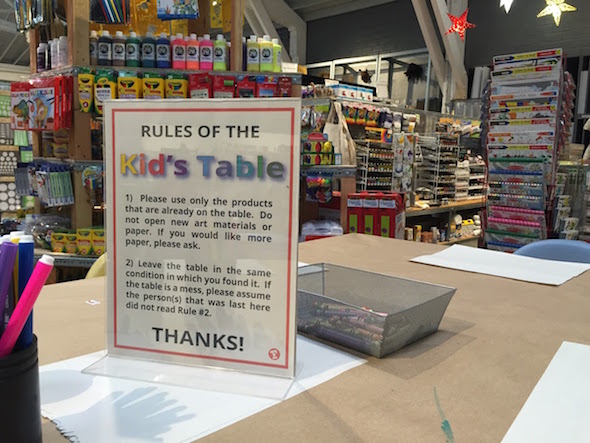 Kids
RULES OF THE
Kid's Table
1) Please use only the products
that are already on the table. Do
not open new art materials or
paper. If you would like more
paper, please ask.
2) Leave the table in the same
condition in which you found it. If
the table is a mess, please assume
the person(s) that was last here
did not read Rule #2.
THANKS!